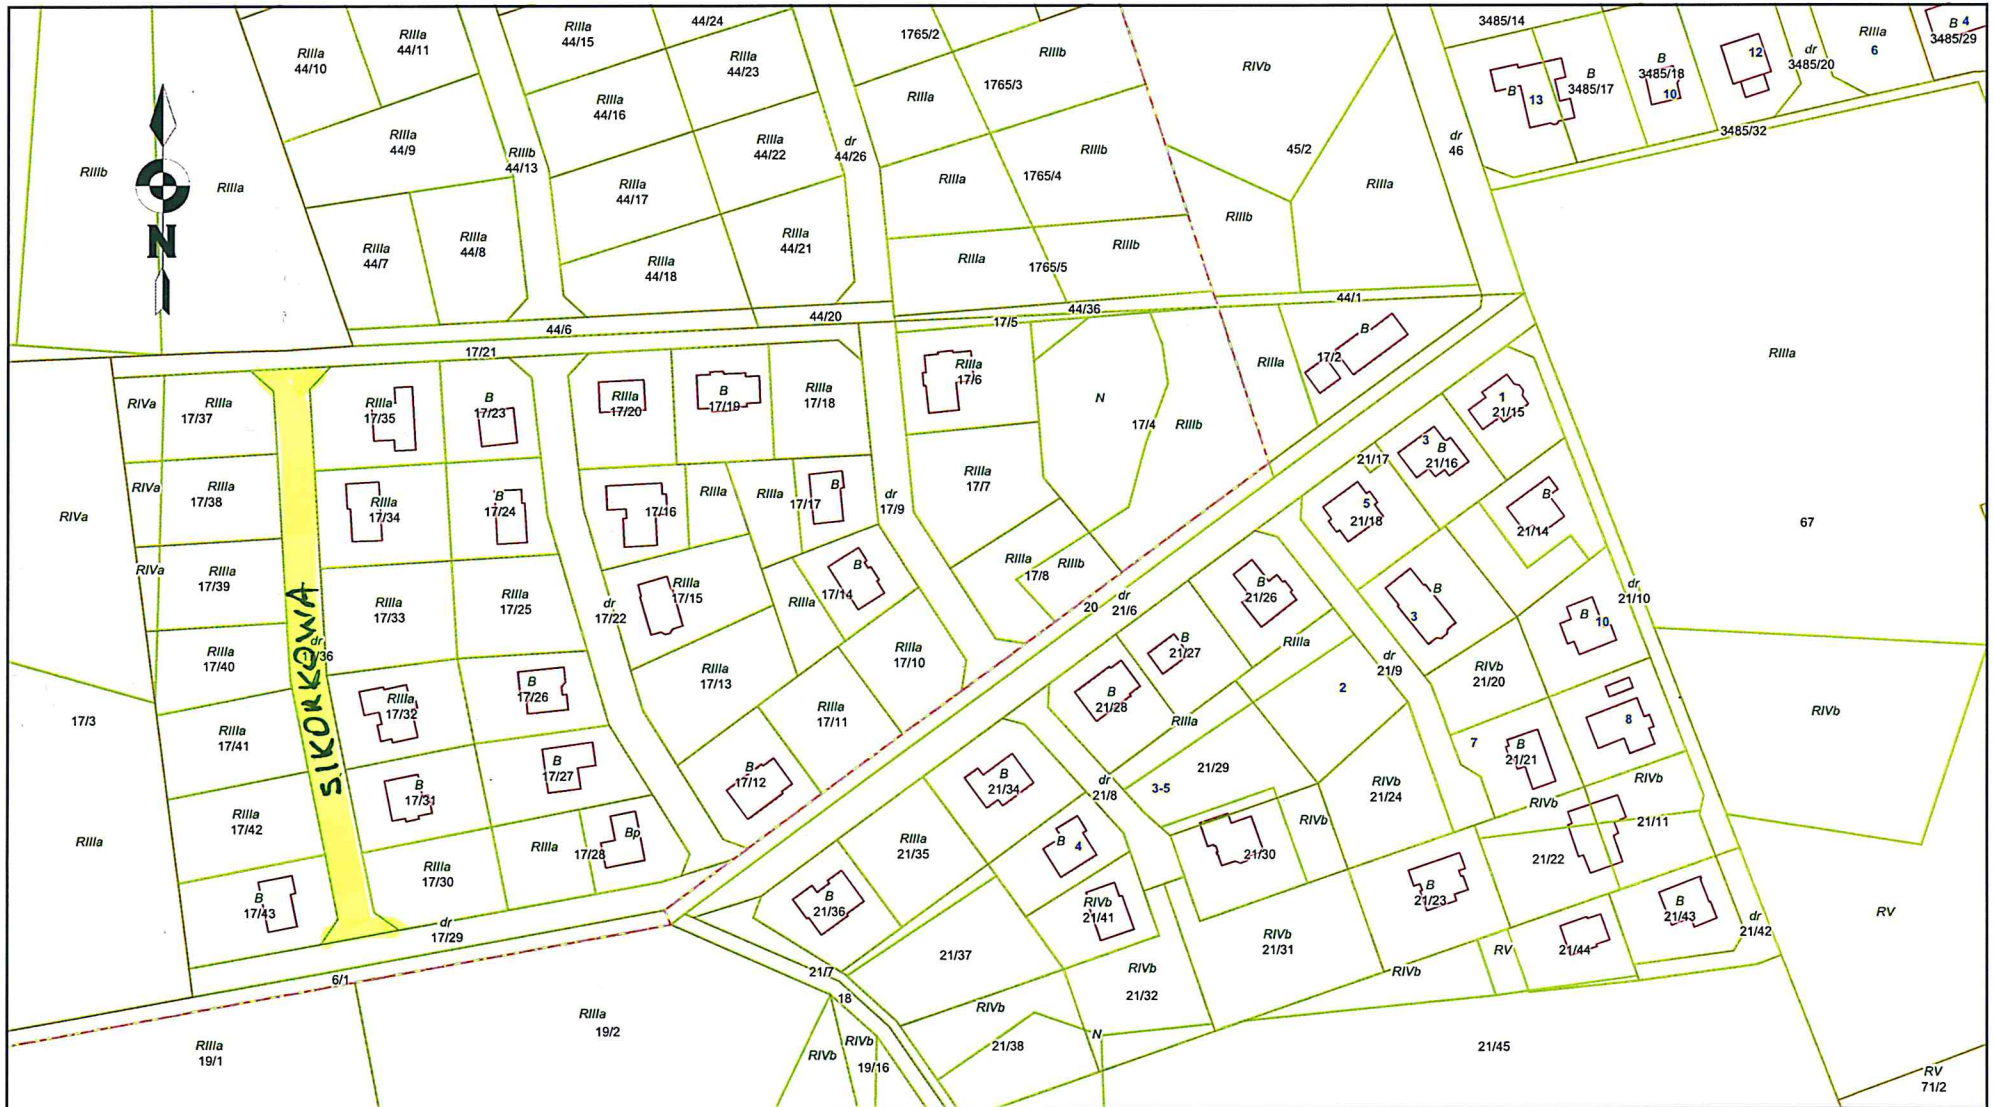 44/24
3485/14
RIIIa
44/10
RIIIa
44/11
RIIIa
44/15
RIIIa
44/23
1765/2
RIIIb
1765/3
RIIIa
RIVb
B
13
B
3485/17
B
3485/18
10
12
dr
3485/20
RIIIa
6
B 4
3485/29
3485/32
RIIIa
44/16
RIIIa
44/9
RIIIb
44/13
RIIIa
44/22
dr
44/26
RIIIb
1765/4
RIIIa
45/2
dr
46
RIIIb
RIIIa
RIIIa
44/17
RIIIa
RIIIb
N
RIIIa
44/7
RIIIa
44/8
RIIIa
44/18
RIIIa
44/21
RIIIa
RIIIb
1765/5
44/6
44/20
44/36
44/1
17/5
17/21
RIIIa
17/2
B
RIIIa
RIVa
RIIIa
17/37
RIIIa
17/35
B
17/23
RIIIa
17/20
B
17/19
RIIIa
17/18
RIIIa
17/6
N
17/4
RIIIb
1
21/15
3
B
21/16
21/17
RIVa
RIIIa
17/38
RIIIa
17/34
B
17/24
17/16
RIIIa
RIIIa
17/17
B
dr
17/9
RIIIa
17/7
5
21/18
B
21/14
67
RIVa
RIVa
RIIIa
17/39
RIIIa
17/33
RIIIa
17/25
dr
17/22
RIIIa
17/15
RIIIa
17/14
B
RIIIa
17/8
RIIIb
20
dr
21/6
B
21/26
B
3
B
10
dr
21/10
SIKORKOWA
dr
17/36
RIIIa
17/40
RIIIa
17/13
RIIIa
17/10
B
21/27
RIIIa
dr
21/9
RIVb
21/20
17/3
RIIIa
17/41
RIIIa
17/32
B
17/26
RIIIa
17/11
B
21/28
RIIIa
2
7
B
21/21
8
RIVb
RIVb
B
17/31
B
17/27
B
17/12
B
21/34
dr
21/8
3-5
21/29
RIVb
21/24
RIVb
RIVb
21/11
RIIIa
RIIIa
17/42
RIIIa
17/30
RIIIa
17/28
Bp
RIIIa
21/35
B
4
21/30
21/22
B
17/43
B
21/36
RIVb
21/41
B
21/23
B
21/43
dr
21/42
RV
dr
17/29
6/1
21/37
RIVb
21/31
RV
21/44
RIVb
21/7
18
RIVb
21/32
RIVb
RIIIa
19/2
RIIIa
19/1
RIVb
RIVb
19/16
21/38
N
21/45
RV
71/2